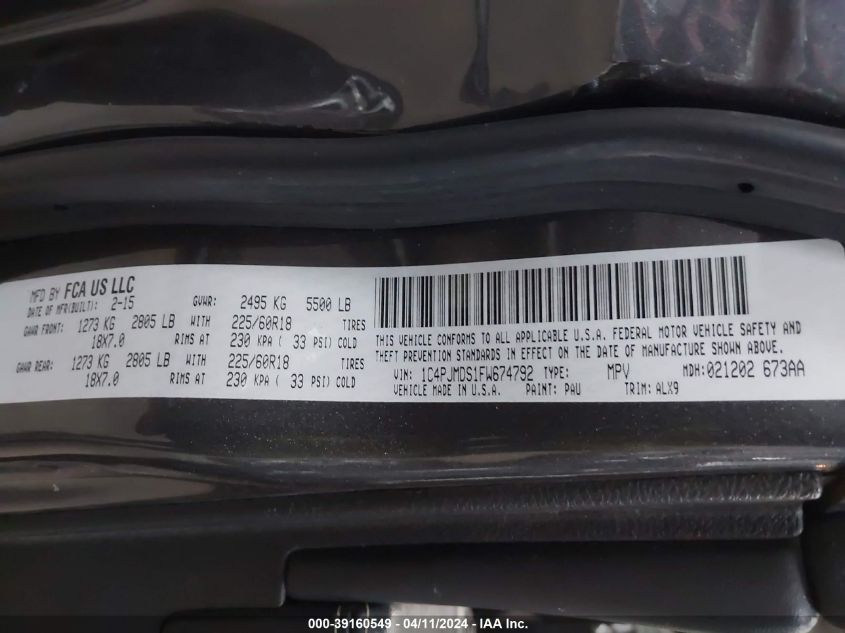 MFD BY FCA US LLC
DATE OF MFR(BUILT): 2-15 GVWR: 2495 KG 5500 LB
GAWR FRONT: 1273 KG 2805 LB WITH 225/60R18 TIRES
18X7.0 RIMS AT 230 KPA ( 33 PSI) COLD
GAWR REAR: 1273 KG 2805 LB WITH 225/60R18 TIRES
18X7.0 RIMS AT 230 KPA ( 33 PSI) COLD
THIS VEHICLE CONFORMS TO ALL APPLICABLE U.S.A. FEDERAL MOTOR VEHICLE SAFETY AND
THEFT PREVENTION STANDARDS IN EFFECT ON THE DATE OF MANUFACTURE SHOWN ABOVE.
VIN: 1C4PJMDS1FW674792 TYPE: MPV MDH: 021202 673AA
VEHICLE MADE IN U.S.A. PAINT: PAU TRIM: ALX9
000-39160549 - 04/11/2024 - IAA Inc.